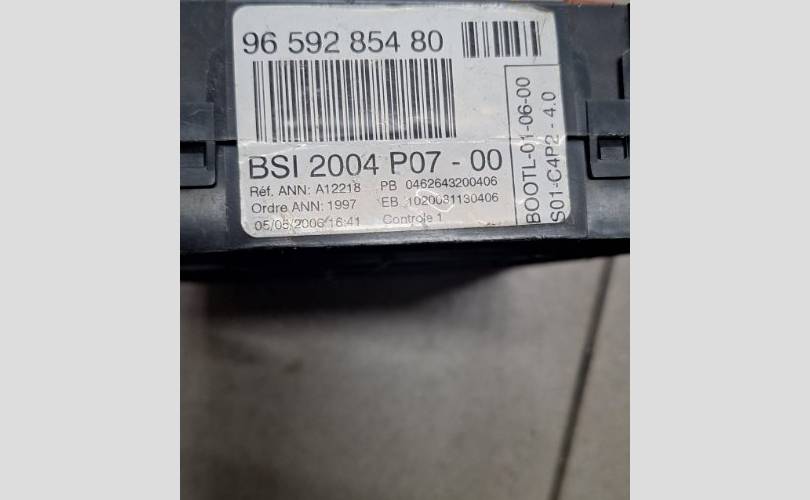 96 592 854 80
BSI 2004 P07 - 00
Réf. ANN: A12218 PB 0462643200406
Ordre ANN: 1997 EB 1020031130406
05/05/2006 16:41 Controle 1
BOOTL-01-06-00
S01-C4P2 - 4.0